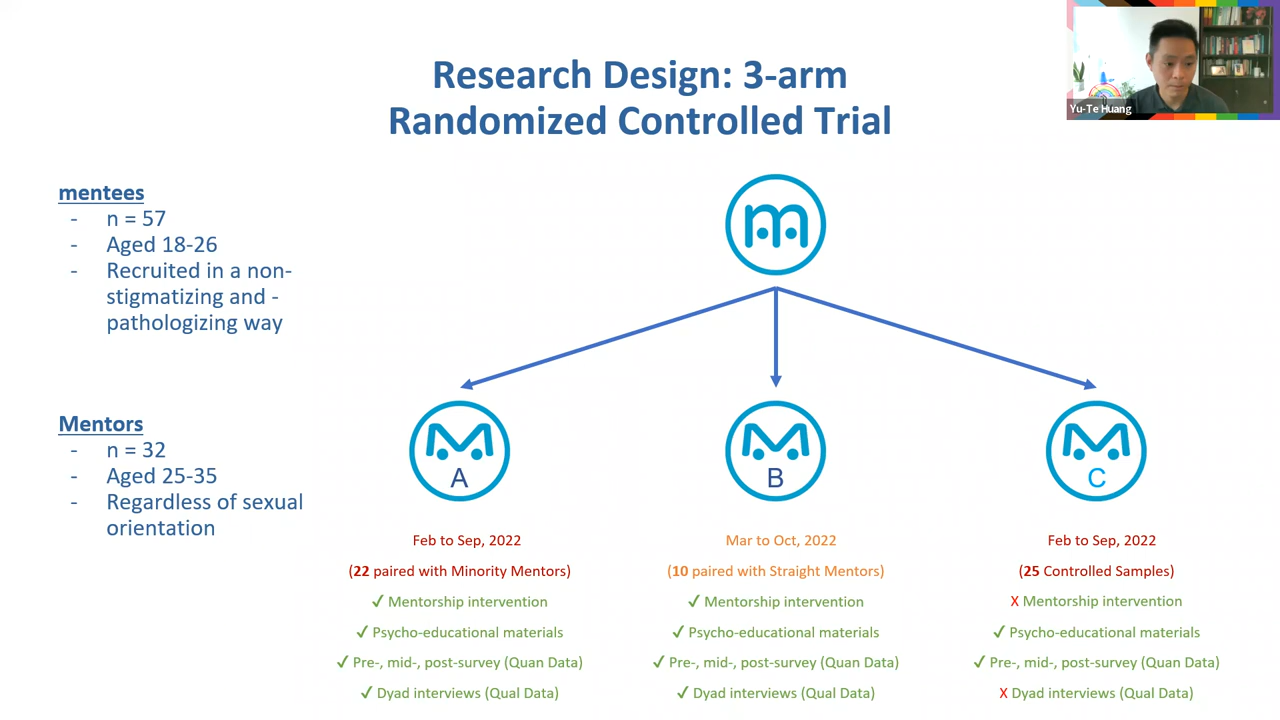 Research Design: 3-arm
Randomized Controlled Trial
Yu-Te Huang
mentees
- n = 57
- Aged 18-26
- Recruited in a non-
stigmatizing and -
pathologizing way
Mentors
- n = 32
- Aged 25-35
- Regardless of sexual
orientation
m
M
A
M
B
M
C
Feb to Sep, 2022
(22 paired with Minority Mentors)
✓ Mentorship intervention
✓ Psycho-educational materials
✓ Pre-, mid-, post-survey (Quan Data)
✓ Dyad interviews (Qual Data)
Mar to Oct, 2022
(10 paired with Straight Mentors)
✓ Mentorship intervention
✓ Psycho-educational materials
✓ Pre-, mid-, post-survey (Quan Data)
✓ Dyad interviews (Qual Data)
Feb to Sep, 2022
(25 Controlled Samples)
X Mentorship intervention
✓ Psycho-educational materials
✓ Pre-, mid-, post-survey (Quan Data)
X Dyad interviews (Qual Data)